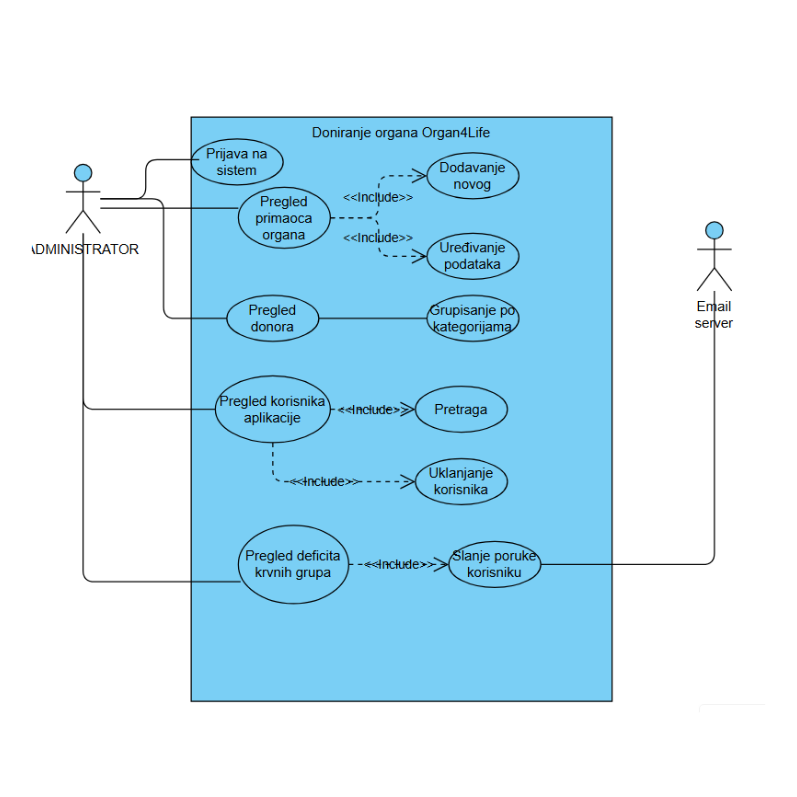 Doniranje organa Organ4Life
Prijava na
sistem
Dodavanje
novog
<<Include>>
Pregled
primaoca
organa
<<Include>>
Uređivanje
podataka
ADMINISTRATOR
Email
server
Pregled
donora
Grupisanje po
kategorijama
Pregled korisnika
aplikacije
<<Include>>
Pretraga
<<Include>>
Uklanjanje
korisnika
Pregled deficita
krvnih grupa
<<Include>>
Slanje poruke
korisniku